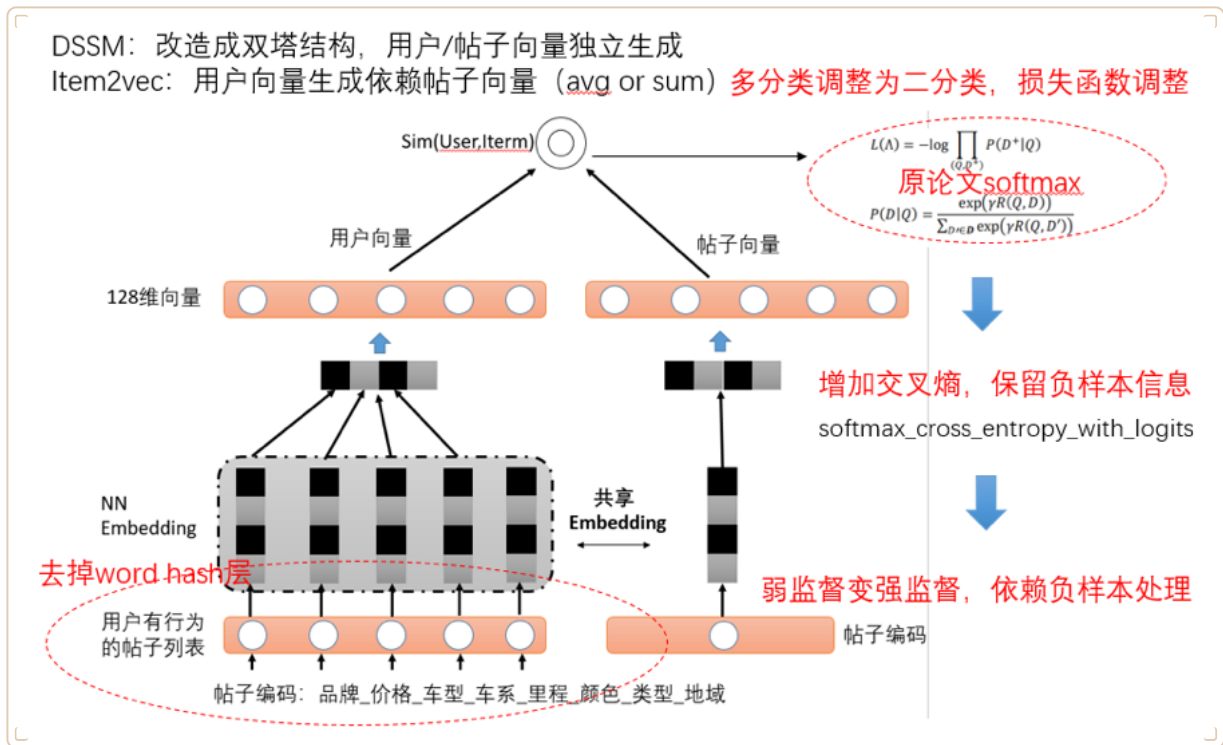 DSSM：改造成双塔结构，用户/帖子向量独立生成
Item2vec：用户向量生成依赖帖子向量（avg or sum）多分类调整为二分类，损失函数调整
Sim(User,Iterm)
L(Λ) = −log ∏ P(D⁺|Q)
(Q,D⁺)
原论文softmax
P(D|Q) = exp(γR(Q,D)) / ∑_{D′∈D} exp(γR(Q,D′))
用户向量
帖子向量
128维向量
增加交叉熵，保留负样本信息
softmax_cross_entropy_with_logits
NN
Embedding
共享
Embedding
去掉word hash层
弱监督变强监督，依赖负样本处理
用户有行为
的帖子列表
帖子编码
帖子编码：品牌_价格_车型_车系_里程_颜色_类型_地域